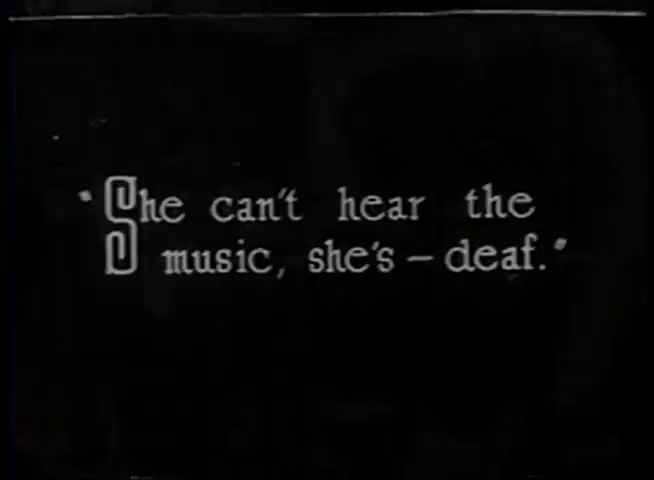 "She can't hear the
music, she's — deaf."